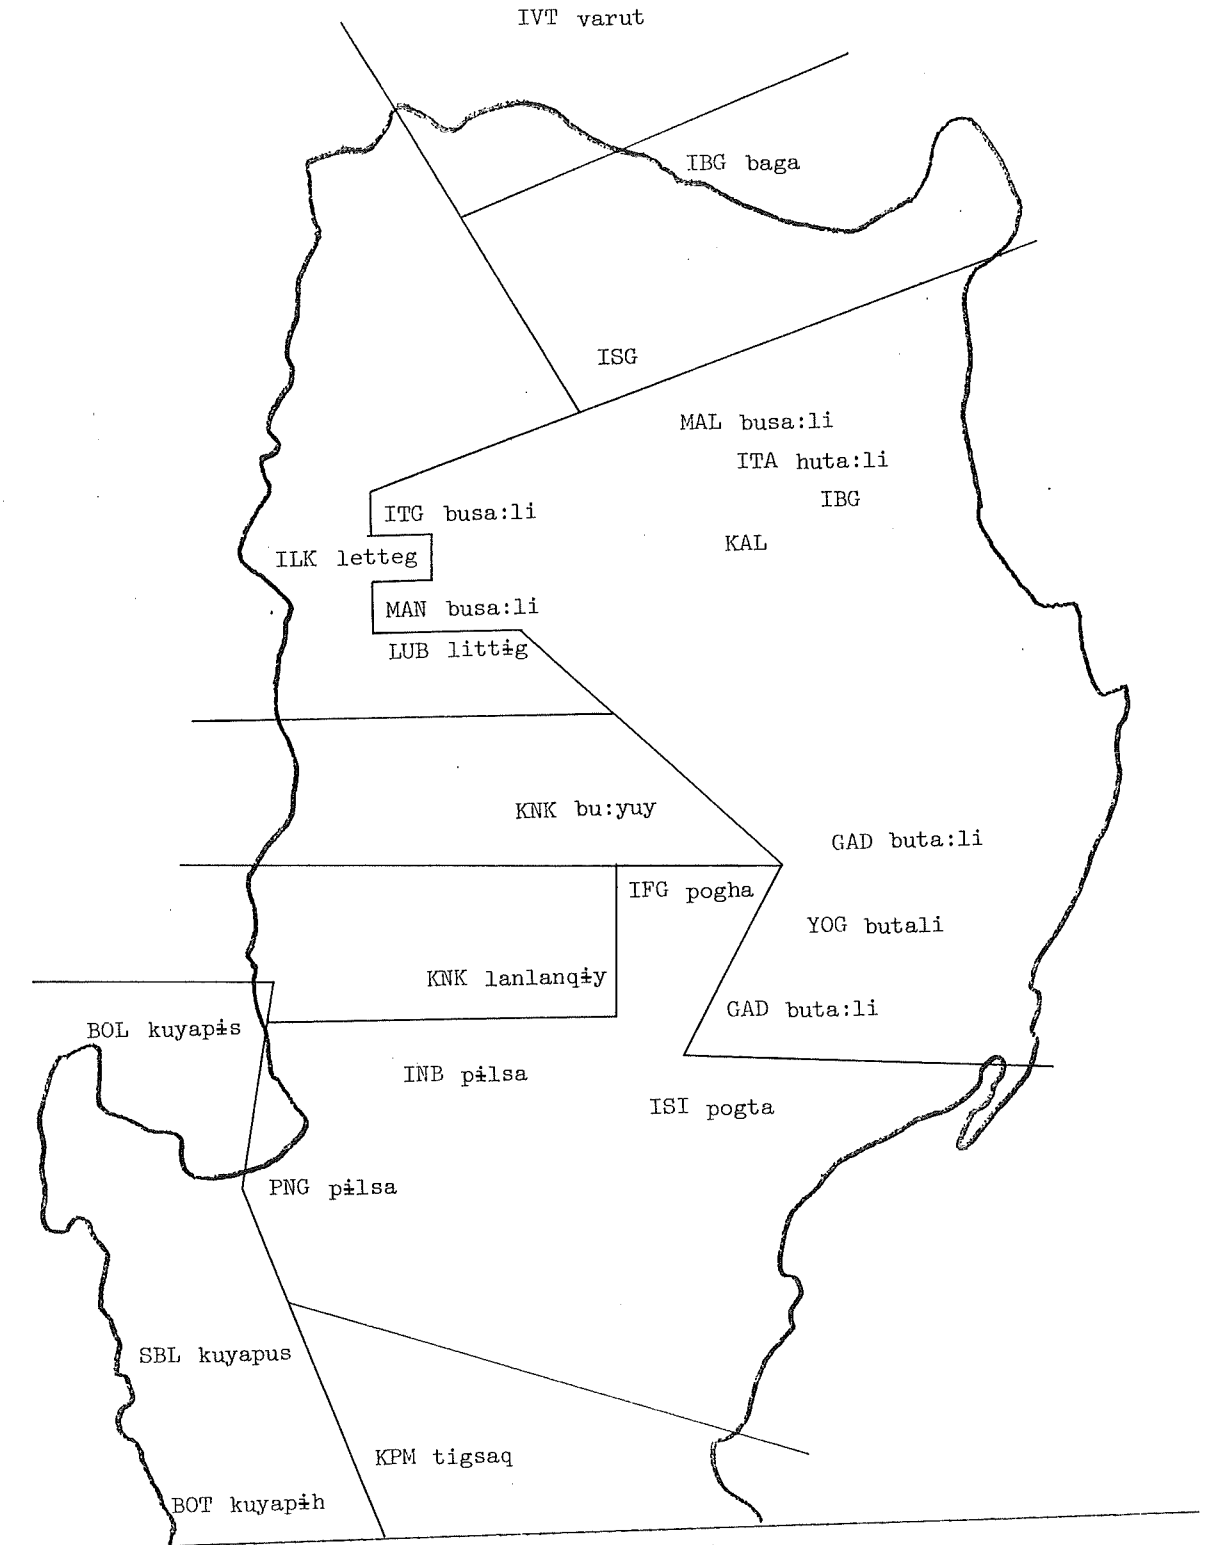 IVT varut
IBG baga
ISG
MAL busa:li
ITA huta:li
IBG
ITG busa:li
KAL
ILK letteg
MAN busa:li
LUB littɨg
KNK bu:yuy
GAD buta:li
IFG pogha
YOG butali
KNK lanlanqɨy
GAD buta:li
BOL kuyapɨs
INB pɨlsa
ISI pogta
PNG pɨlsa
SBL kuyapus
KPM tigsaq
BOT kuyapɨh